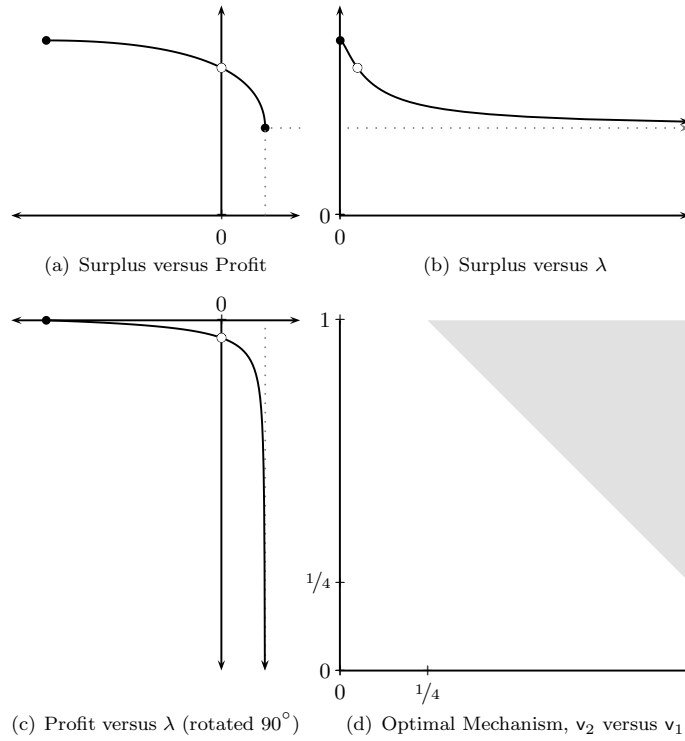 0
0
0
(a) Surplus versus Profit
(b) Surplus versus λ
0
1
1/4
0
0
1/4
(c) Profit versus λ (rotated 90°)
(d) Optimal Mechanism, v₂ versus v₁